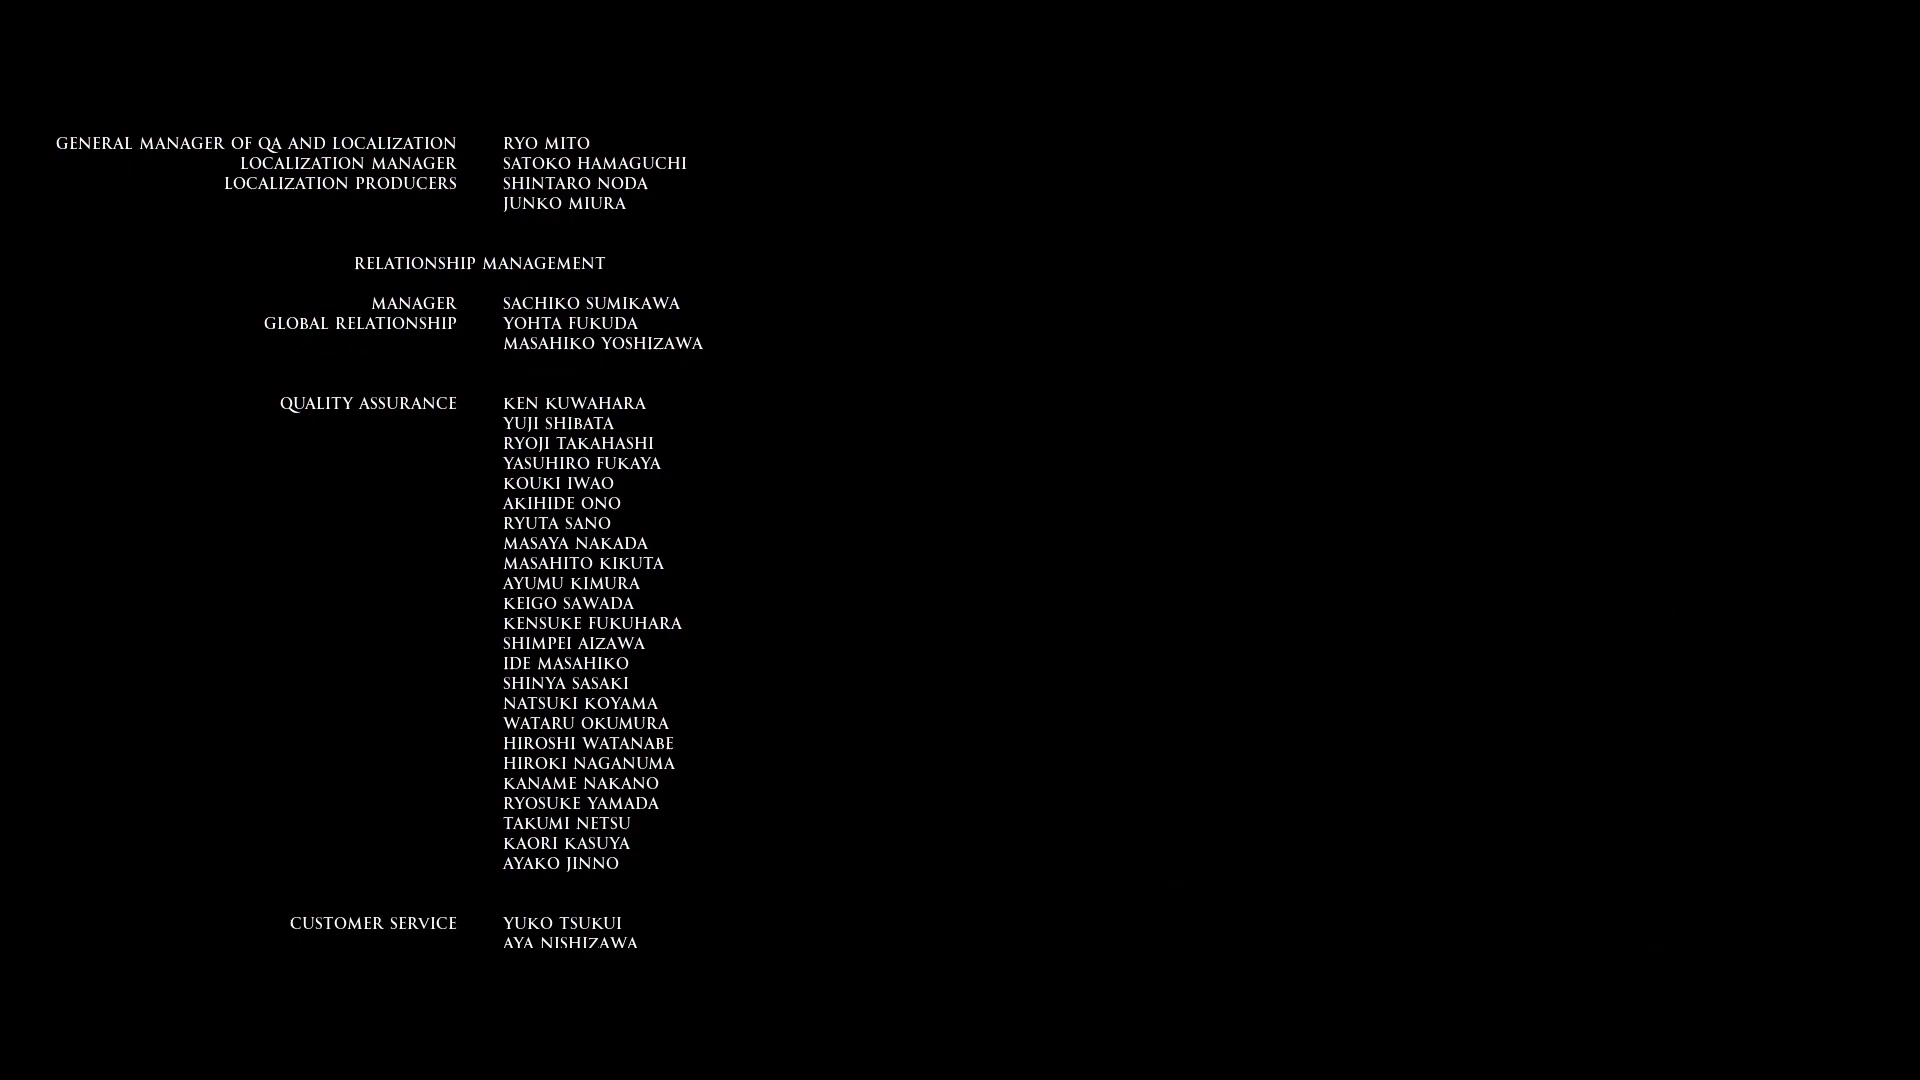 GENERAL MANAGER OF QA AND LOCALIZATION RYO MITO
LOCALIZATION MANAGER SATOKO HAMAGUCHI
LOCALIZATION PRODUCERS SHINTARO NODA
JUNKO MIURA
RELATIONSHIP MANAGEMENT
MANAGER SACHIKO SUMIKAWA
GLOBAL RELATIONSHIP YOHTA FUKUDA
MASAHIKO YOSHIZAWA
QUALITY ASSURANCE KEN KUWAHARA
YUJI SHIBATA
RYOJI TAKAHASHI
YASUHIRO FUKAYA
KOUKI IWAO
AKIHIDE ONO
RYUTA SANO
MASAYA NAKADA
MASAHITO KIKUTA
AYUMU KIMURA
KEIGO SAWADA
KENSUKE FUKUHARA
SHIMPEI AIZAWA
IDE MASAHIKO
SHINYA SASAKI
NATSUKI KOYAMA
WATARU OKUMURA
HIROSHI WATANABE
HIROKI NAGANUMA
KANAME NAKANO
RYOSUKE YAMADA
TAKUMI NETSU
KAORI KASUYA
AYAKO JINNO
CUSTOMER SERVICE YUKO TSUKUI
AYA NISHIZAWA